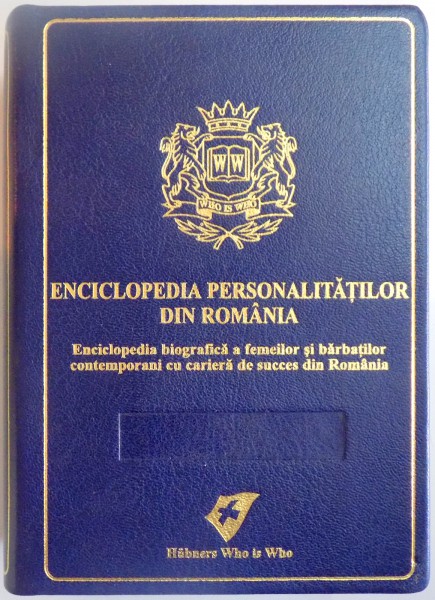 W W
WHO IS WHO
ENCICLOPEDIA PERSONALITĂȚILOR
DIN ROMÂNIA
Enciclopedia biografică a femeilor și bărbaților
contemporani cu carieră de succes din România
Hübners Who is Who